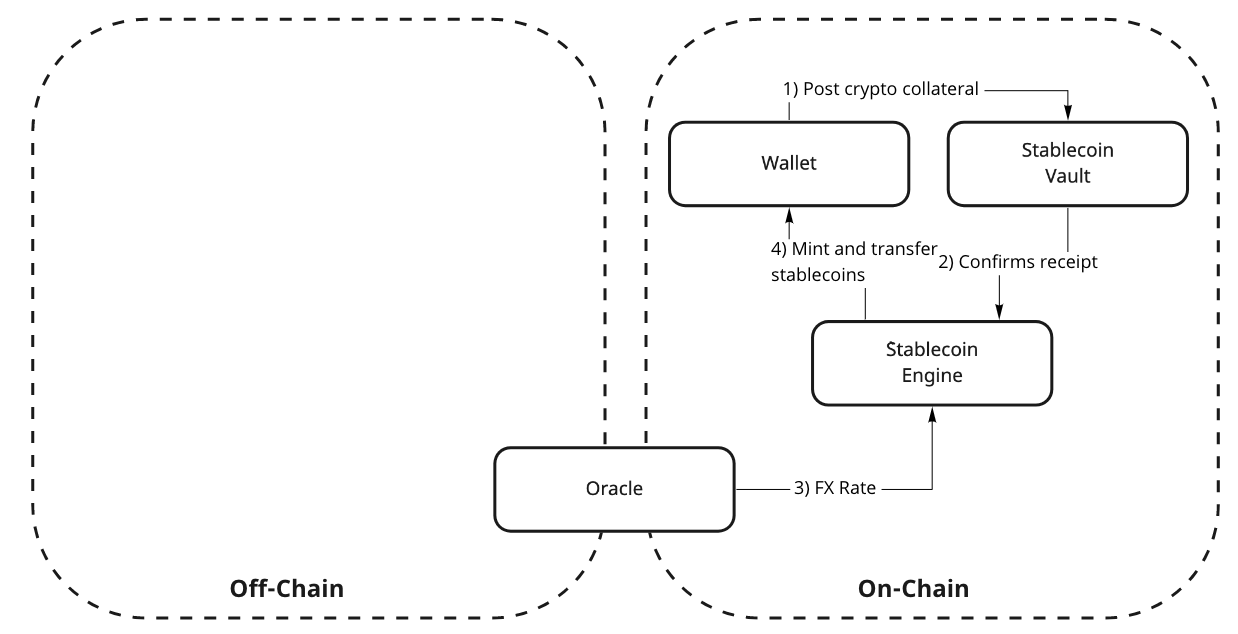 1) Post crypto collateral
Wallet
Stablecoin
Vault
4) Mint and transfer
stablecoins
2) Confirms receipt
Stablecoin
Engine
Oracle
3) FX Rate
Off-Chain
On-Chain